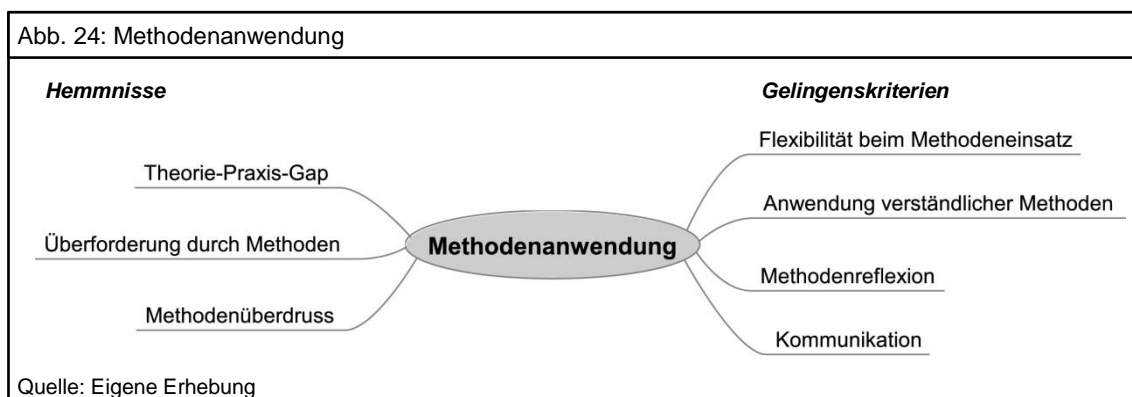 Abb. 24: Methodenanwendung
Hemmnisse
Theorie-Praxis-Gap
Überforderung durch Methoden
Methodenüberdruss
Methodenanwendung
Gelingenskriterien
Flexibilität beim Methodeneinsatz
Anwendung verständlicher Methoden
Methodenreflexion
Kommunikation
Quelle: Eigene Erhebung